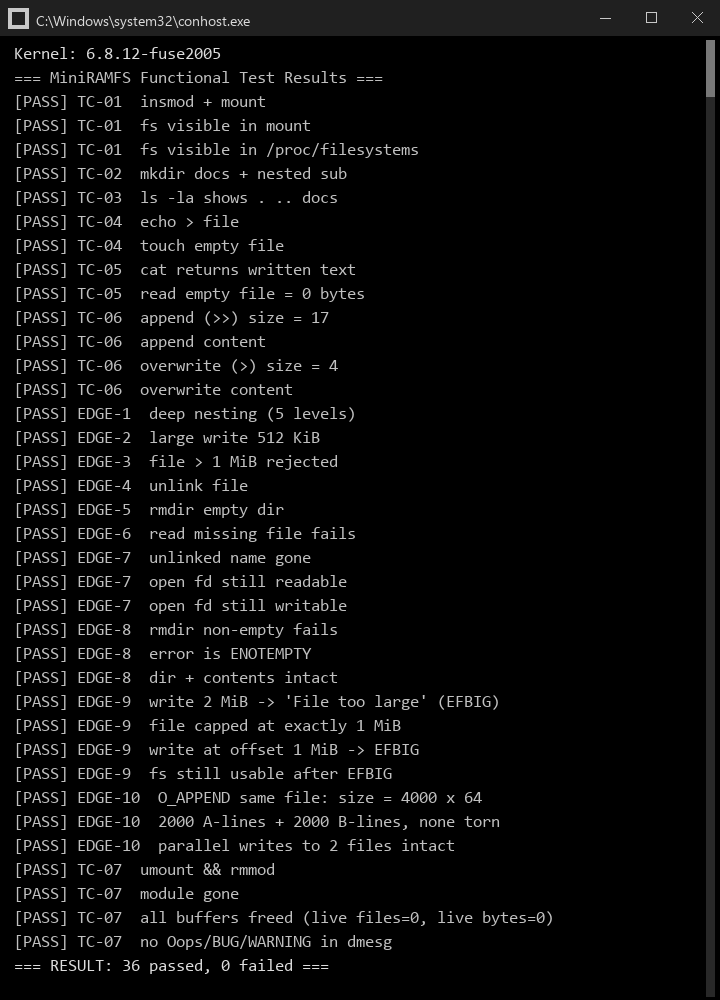 C:\Windows\system32\conhost.exe
Kernel: 6.8.12-fuse2005
=== MiniRAMFS Functional Test Results ===
[PASS] TC-01  insmod + mount
[PASS] TC-01  fs visible in mount
[PASS] TC-01  fs visible in /proc/filesystems
[PASS] TC-02  mkdir docs + nested sub
[PASS] TC-03  ls -la shows . .. docs
[PASS] TC-04  echo > file
[PASS] TC-04  touch empty file
[PASS] TC-05  cat returns written text
[PASS] TC-05  read empty file = 0 bytes
[PASS] TC-06  append (>>) size = 17
[PASS] TC-06  append content
[PASS] TC-06  overwrite (>) size = 4
[PASS] TC-06  overwrite content
[PASS] EDGE-1  deep nesting (5 levels)
[PASS] EDGE-2  large write 512 KiB
[PASS] EDGE-3  file > 1 MiB rejected
[PASS] EDGE-4  unlink file
[PASS] EDGE-5  rmdir empty dir
[PASS] EDGE-6  read missing file fails
[PASS] EDGE-7  unlinked name gone
[PASS] EDGE-7  open fd still readable
[PASS] EDGE-7  open fd still writable
[PASS] EDGE-8  rmdir non-empty fails
[PASS] EDGE-8  error is ENOTEMPTY
[PASS] EDGE-8  dir + contents intact
[PASS] EDGE-9  write 2 MiB -> 'File too large' (EFBIG)
[PASS] EDGE-9  file capped at exactly 1 MiB
[PASS] EDGE-9  write at offset 1 MiB -> EFBIG
[PASS] EDGE-9  fs still usable after EFBIG
[PASS] EDGE-10  O_APPEND same file: size = 4000 x 64
[PASS] EDGE-10  2000 A-lines + 2000 B-lines, none torn
[PASS] EDGE-10  parallel writes to 2 files intact
[PASS] TC-07  umount && rmmod
[PASS] TC-07  module gone
[PASS] TC-07  all buffers freed (live files=0, live bytes=0)
[PASS] TC-07  no Oops/BUG/WARNING in dmesg
=== RESULT: 36 passed, 0 failed ===